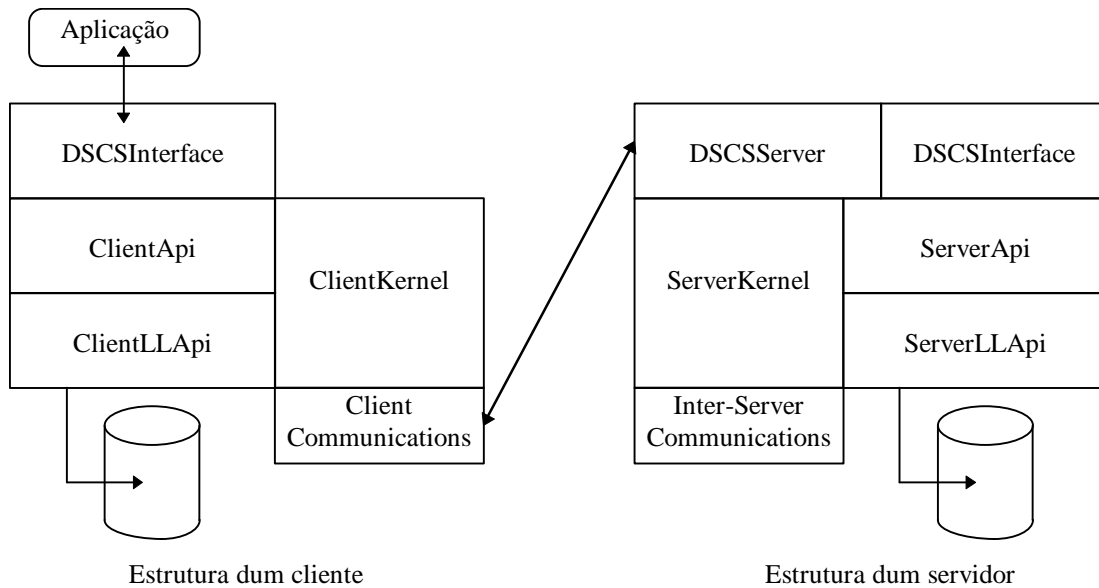 Aplicação
DSCSInterface
ClientApi
ClientKernel
ClientLLApi
Client
Communications
Estrutura dum cliente
DSCSServer
DSCSInterface
ServerKernel
ServerApi
ServerLLApi
Inter-Server
Communications
Estrutura dum servidor